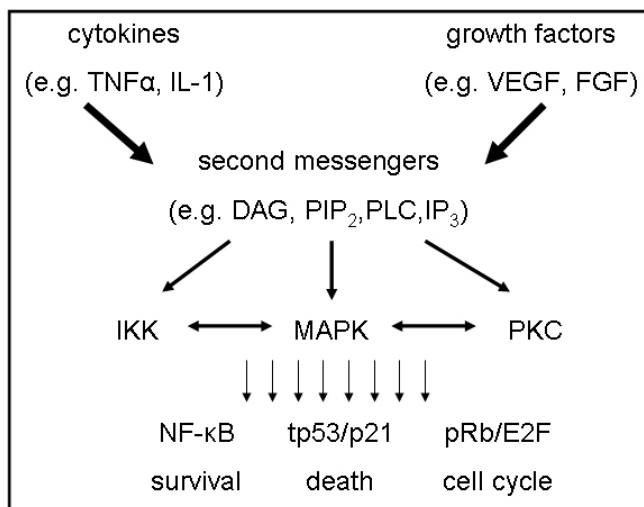 cytokines growth factors
(e.g. TNFα, IL-1) (e.g. VEGF, FGF)
second messengers
(e.g. DAG, PIP₂,PLC,IP₃)
IKK MAPK PKC
NF-κB tp53/p21 pRb/E2F
survival death cell cycle